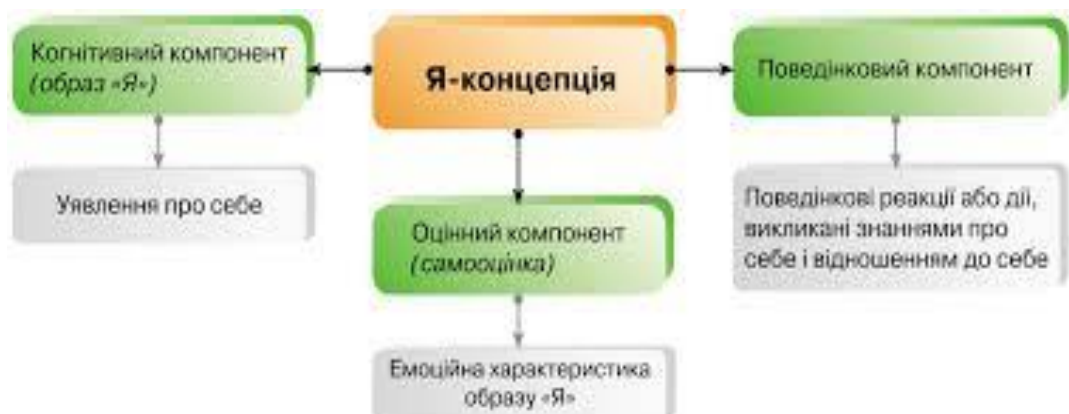 Когнітивний компонент
(образ «Я»)
Я-концепція
Поведінковий компонент
Уявлення про себе
Оцінний компонент
(самооцінка)
Поведінкові реакції або дії,
викликані знаннями про
себе і відношенням до себе
Емоційна характеристика
образу «Я»